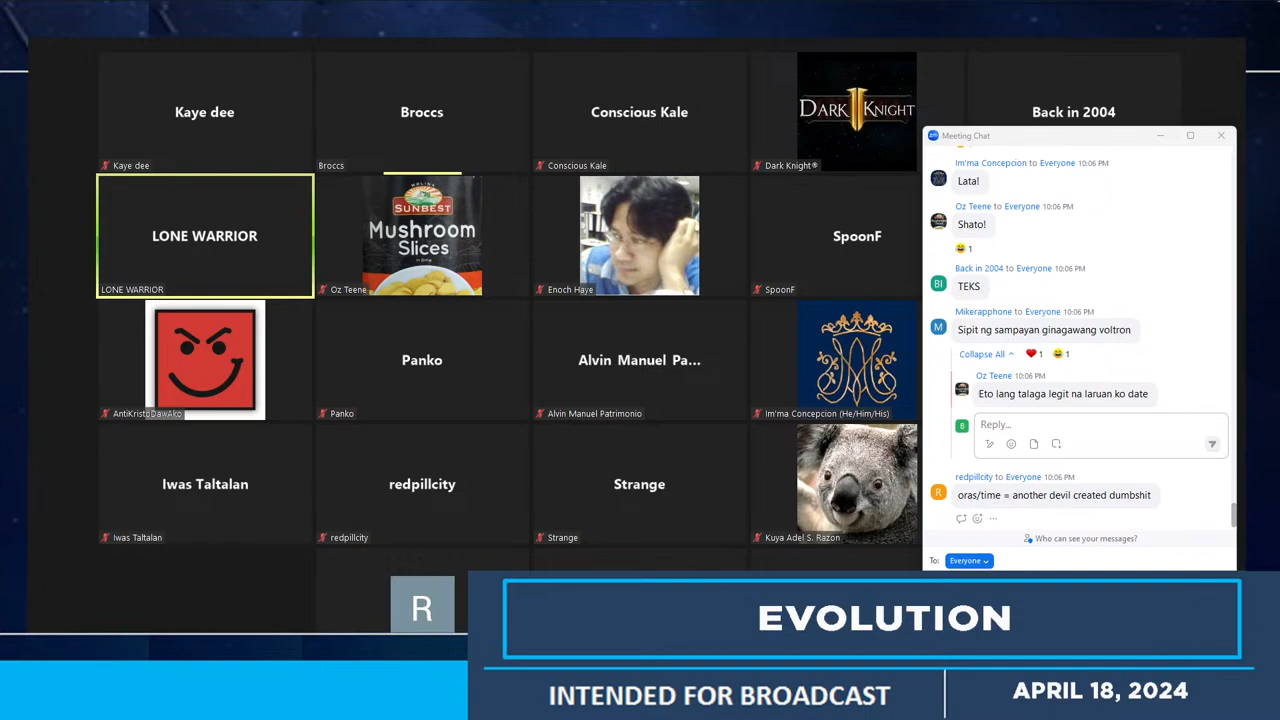 Kaye dee
Kaye dee
Broccs
Broccs
Conscious Kale
Conscious Kale
DARK II KNIGHT
Dark Knight®
Back in 2004
LONE WARRIOR
LONE WARRIOR
MOLINERA
SUNBEST
Mushroom
Slices
Oz Teene
Enoch Haye
SpoonF
SpoonF
AntiKristoDawAko
Panko
Panko
Alvin Manuel Pa...
Alvin Manuel Patrimonio
Im'ma Concepcion (He/Him/His)
Iwas Taltalan
Iwas Taltalan
redpillcity
redpillcity
Strange
Strange
Kuya Adel S. Razon
R
Meeting Chat
Im'ma Concepcion to Everyone 10:06 PM
Lata!
Oz Teene to Everyone 10:06 PM
Shato!
1
Back in 2004 to Everyone 10:06 PM
BI
TEKS
Mikerapphone to Everyone 10:06 PM
M
Sipit ng sampayan ginagawang voltron
Collapse All 1 1
Oz Teene 10:06 PM
Eto lang talaga legit na laruan ko date
B
Reply...
redpillcity to Everyone 10:06 PM
R
oras/time = another devil created dumbshit
Who can see your messages?
To: Everyone
EVOLUTION
INTENDED FOR BROADCAST
APRIL 18, 2024